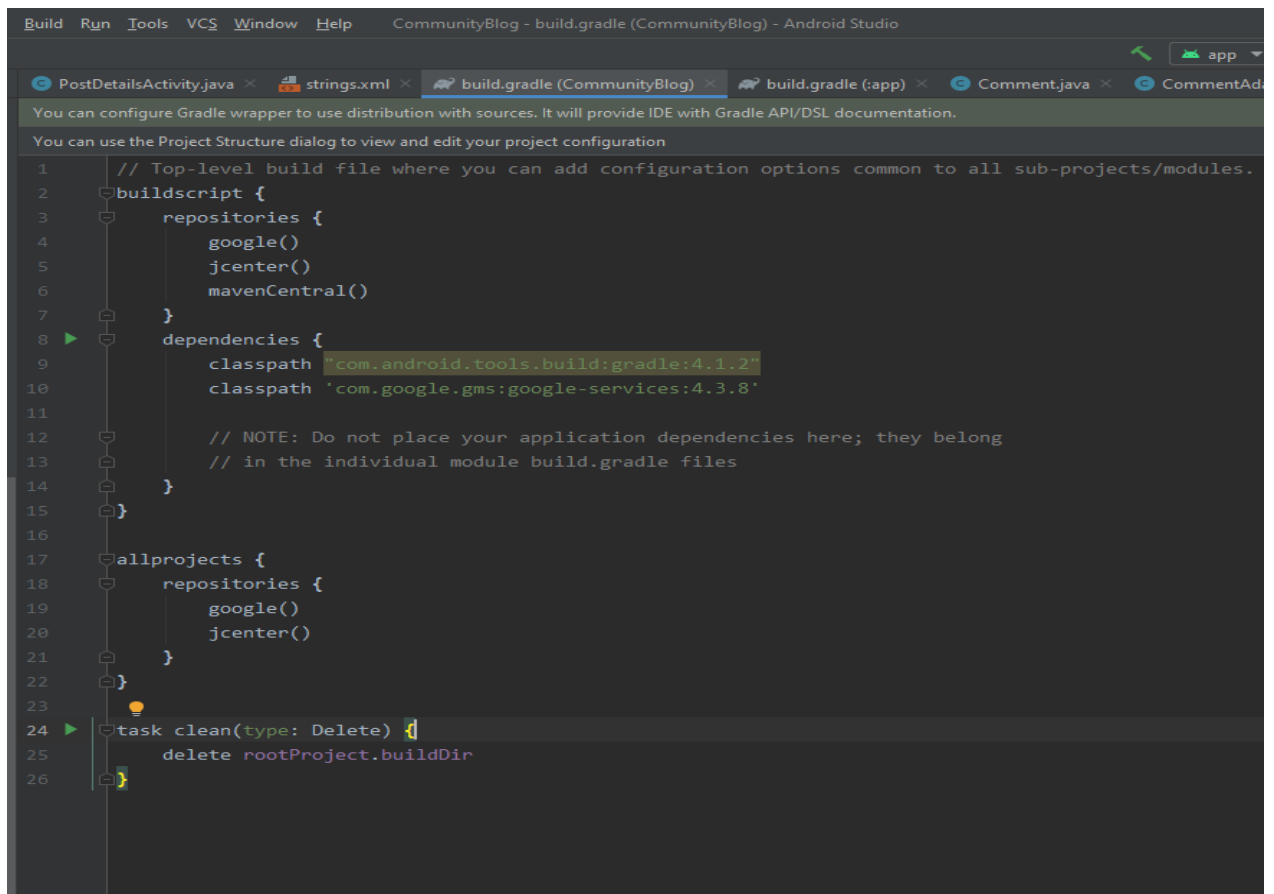 Build Run Tools VCS Window Help CommunityBlog - build.gradle (CommunityBlog) - Android Studio
app
PostDetailsActivity.java strings.xml build.gradle (CommunityBlog) build.gradle (:app) Comment.java CommentAda
You can configure Gradle wrapper to use distribution with sources. It will provide IDE with Gradle API/DSL documentation.
You can use the Project Structure dialog to view and edit your project configuration
1 // Top-level build file where you can add configuration options common to all sub-projects/modules.
2 buildscript {
3 repositories {
4 google()
5 jcenter()
6 mavenCentral()
7 }
8 dependencies {
9 classpath "com.android.tools.build:gradle:4.1.2"
10 classpath 'com.google.gms:google-services:4.3.8'
11
12 // NOTE: Do not place your application dependencies here; they belong
13 // in the individual module build.gradle files
14 }
15 }
16
17 allprojects {
18 repositories {
19 google()
20 jcenter()
21 }
22 }
23
24 task clean(type: Delete) {
25 delete rootProject.buildDir
26 }